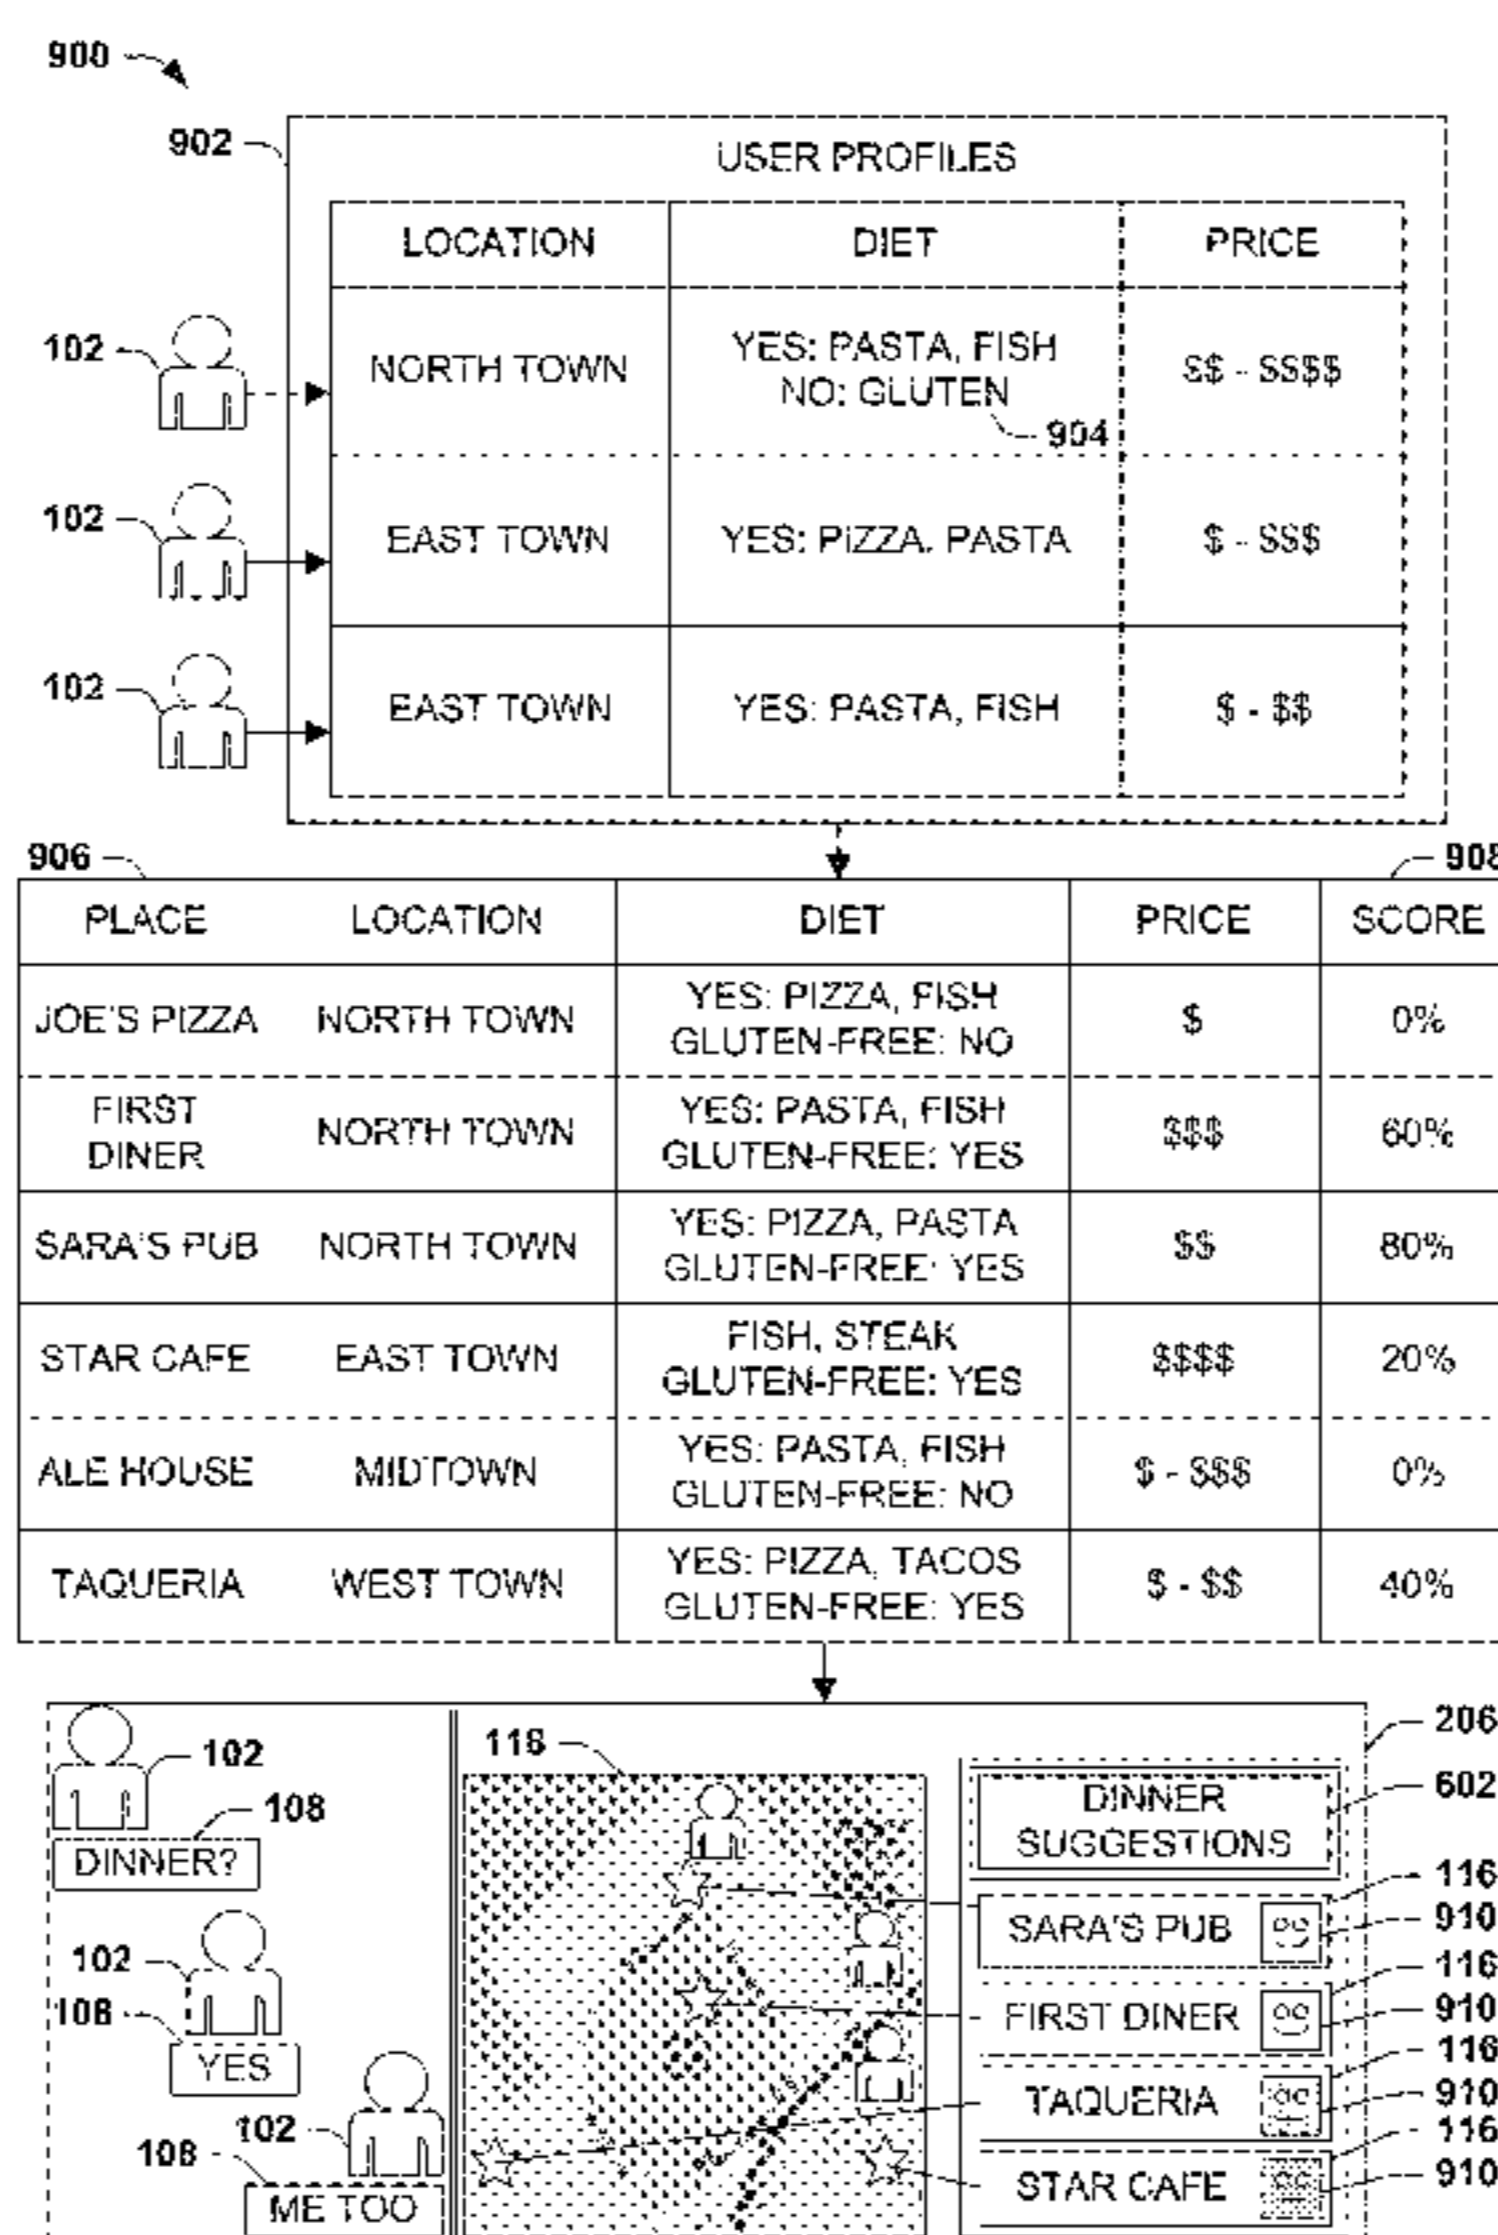 900
902
USER PROFILES
LOCATION DIET PRICE
102
NORTH TOWN
YES: PASTA, FISH
NO: GLUTEN
904
$$ - $$$$
102
EAST TOWN
YES: PIZZA, PASTA
$ - $$$
102
EAST TOWN
YES: PASTA, FISH
$ - $$
906
908
PLACE LOCATION DIET PRICE SCORE
JOE'S PIZZA
NORTH TOWN
YES: PIZZA, FISH
GLUTEN-FREE: NO
$
0%
FIRST
DINER
NORTH TOWN
YES: PASTA, FISH
GLUTEN-FREE: YES
$$$
60%
SARA'S PUB
NORTH TOWN
YES: PIZZA, PASTA
GLUTEN-FREE: YES
$$
80%
STAR CAFE
EAST TOWN
FISH, STEAK
GLUTEN-FREE: YES
$$$$
20%
ALE HOUSE
MIDTOWN
YES: PASTA, FISH
GLUTEN-FREE: NO
$ - $$$
0%
TAQUERIA
WEST TOWN
YES: PIZZA, TACOS
GLUTEN-FREE: YES
$ - $$
40%
102
108
DINNER?
102
108
YES
102
108
ME TOO
118
206
602
DINNER
SUGGESTIONS
116
SARA'S PUB
910
116
FIRST DINER
910
116
TAQUERIA
910
116
STAR CAFE
910